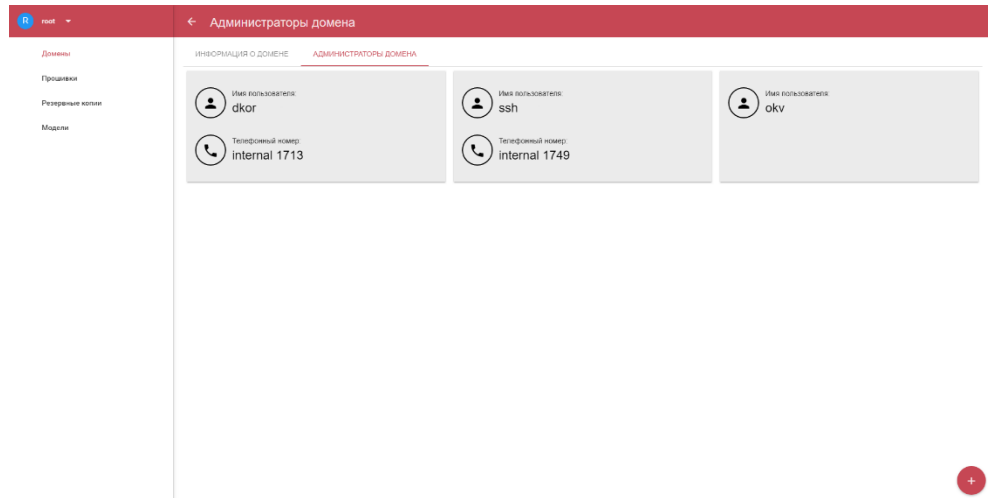 R root
Администраторы домена
Домены
Прошивки
Резервные копии
Модели
ИНФОРМАЦИЯ О ДОМЕНЕ АДМИНИСТРАТОРЫ ДОМЕНА
Имя пользователя:
dkor
Телефонный номер:
internal 1713
Имя пользователя:
ssh
Телефонный номер:
internal 1749
Имя пользователя:
okv